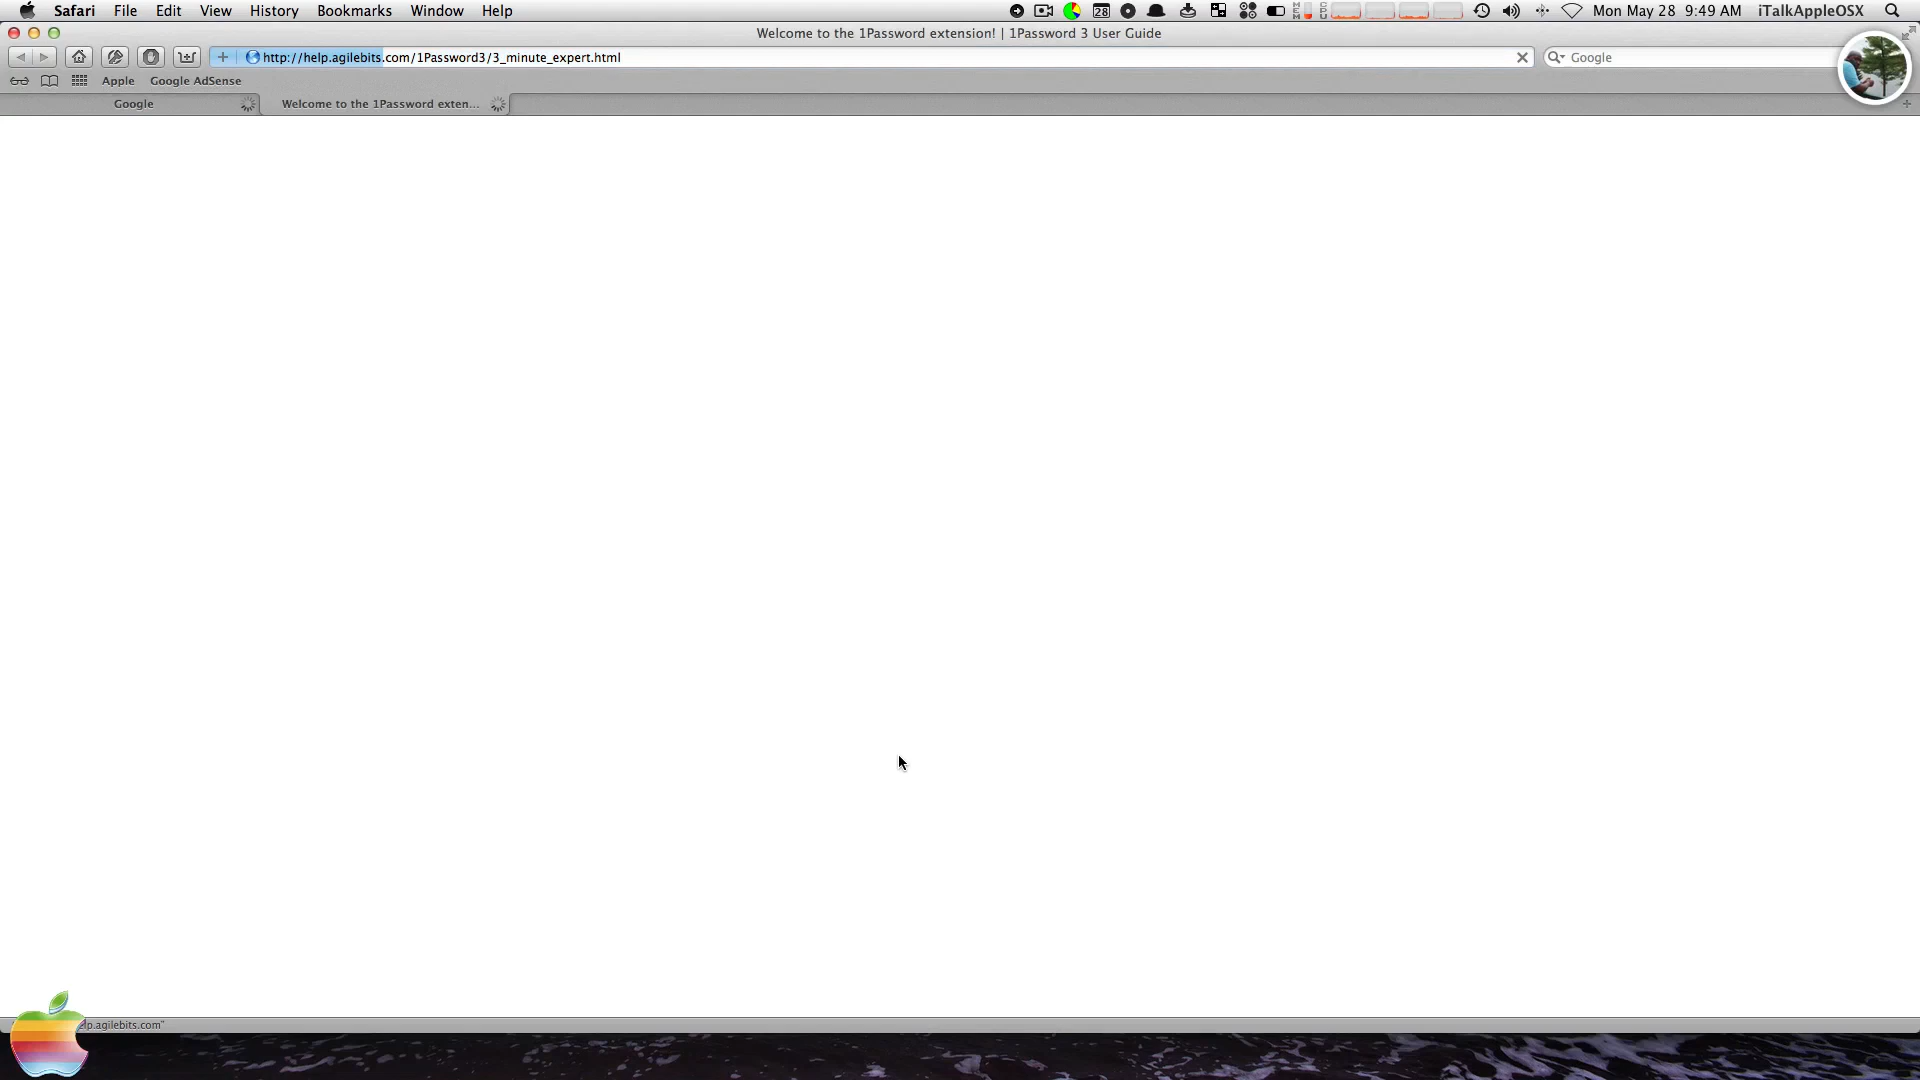 Safari File Edit View History Bookmarks Window Help 28 Mon May 28 9:49 AM iTalkAppleOSX
Welcome to the 1Password extension! | 1Password 3 User Guide
http://help.agilebits.com/1Password3/3_minute_expert.html Google
Apple Google AdSense
Google Welcome to the 1Password exten...
lp.agilebits.com"